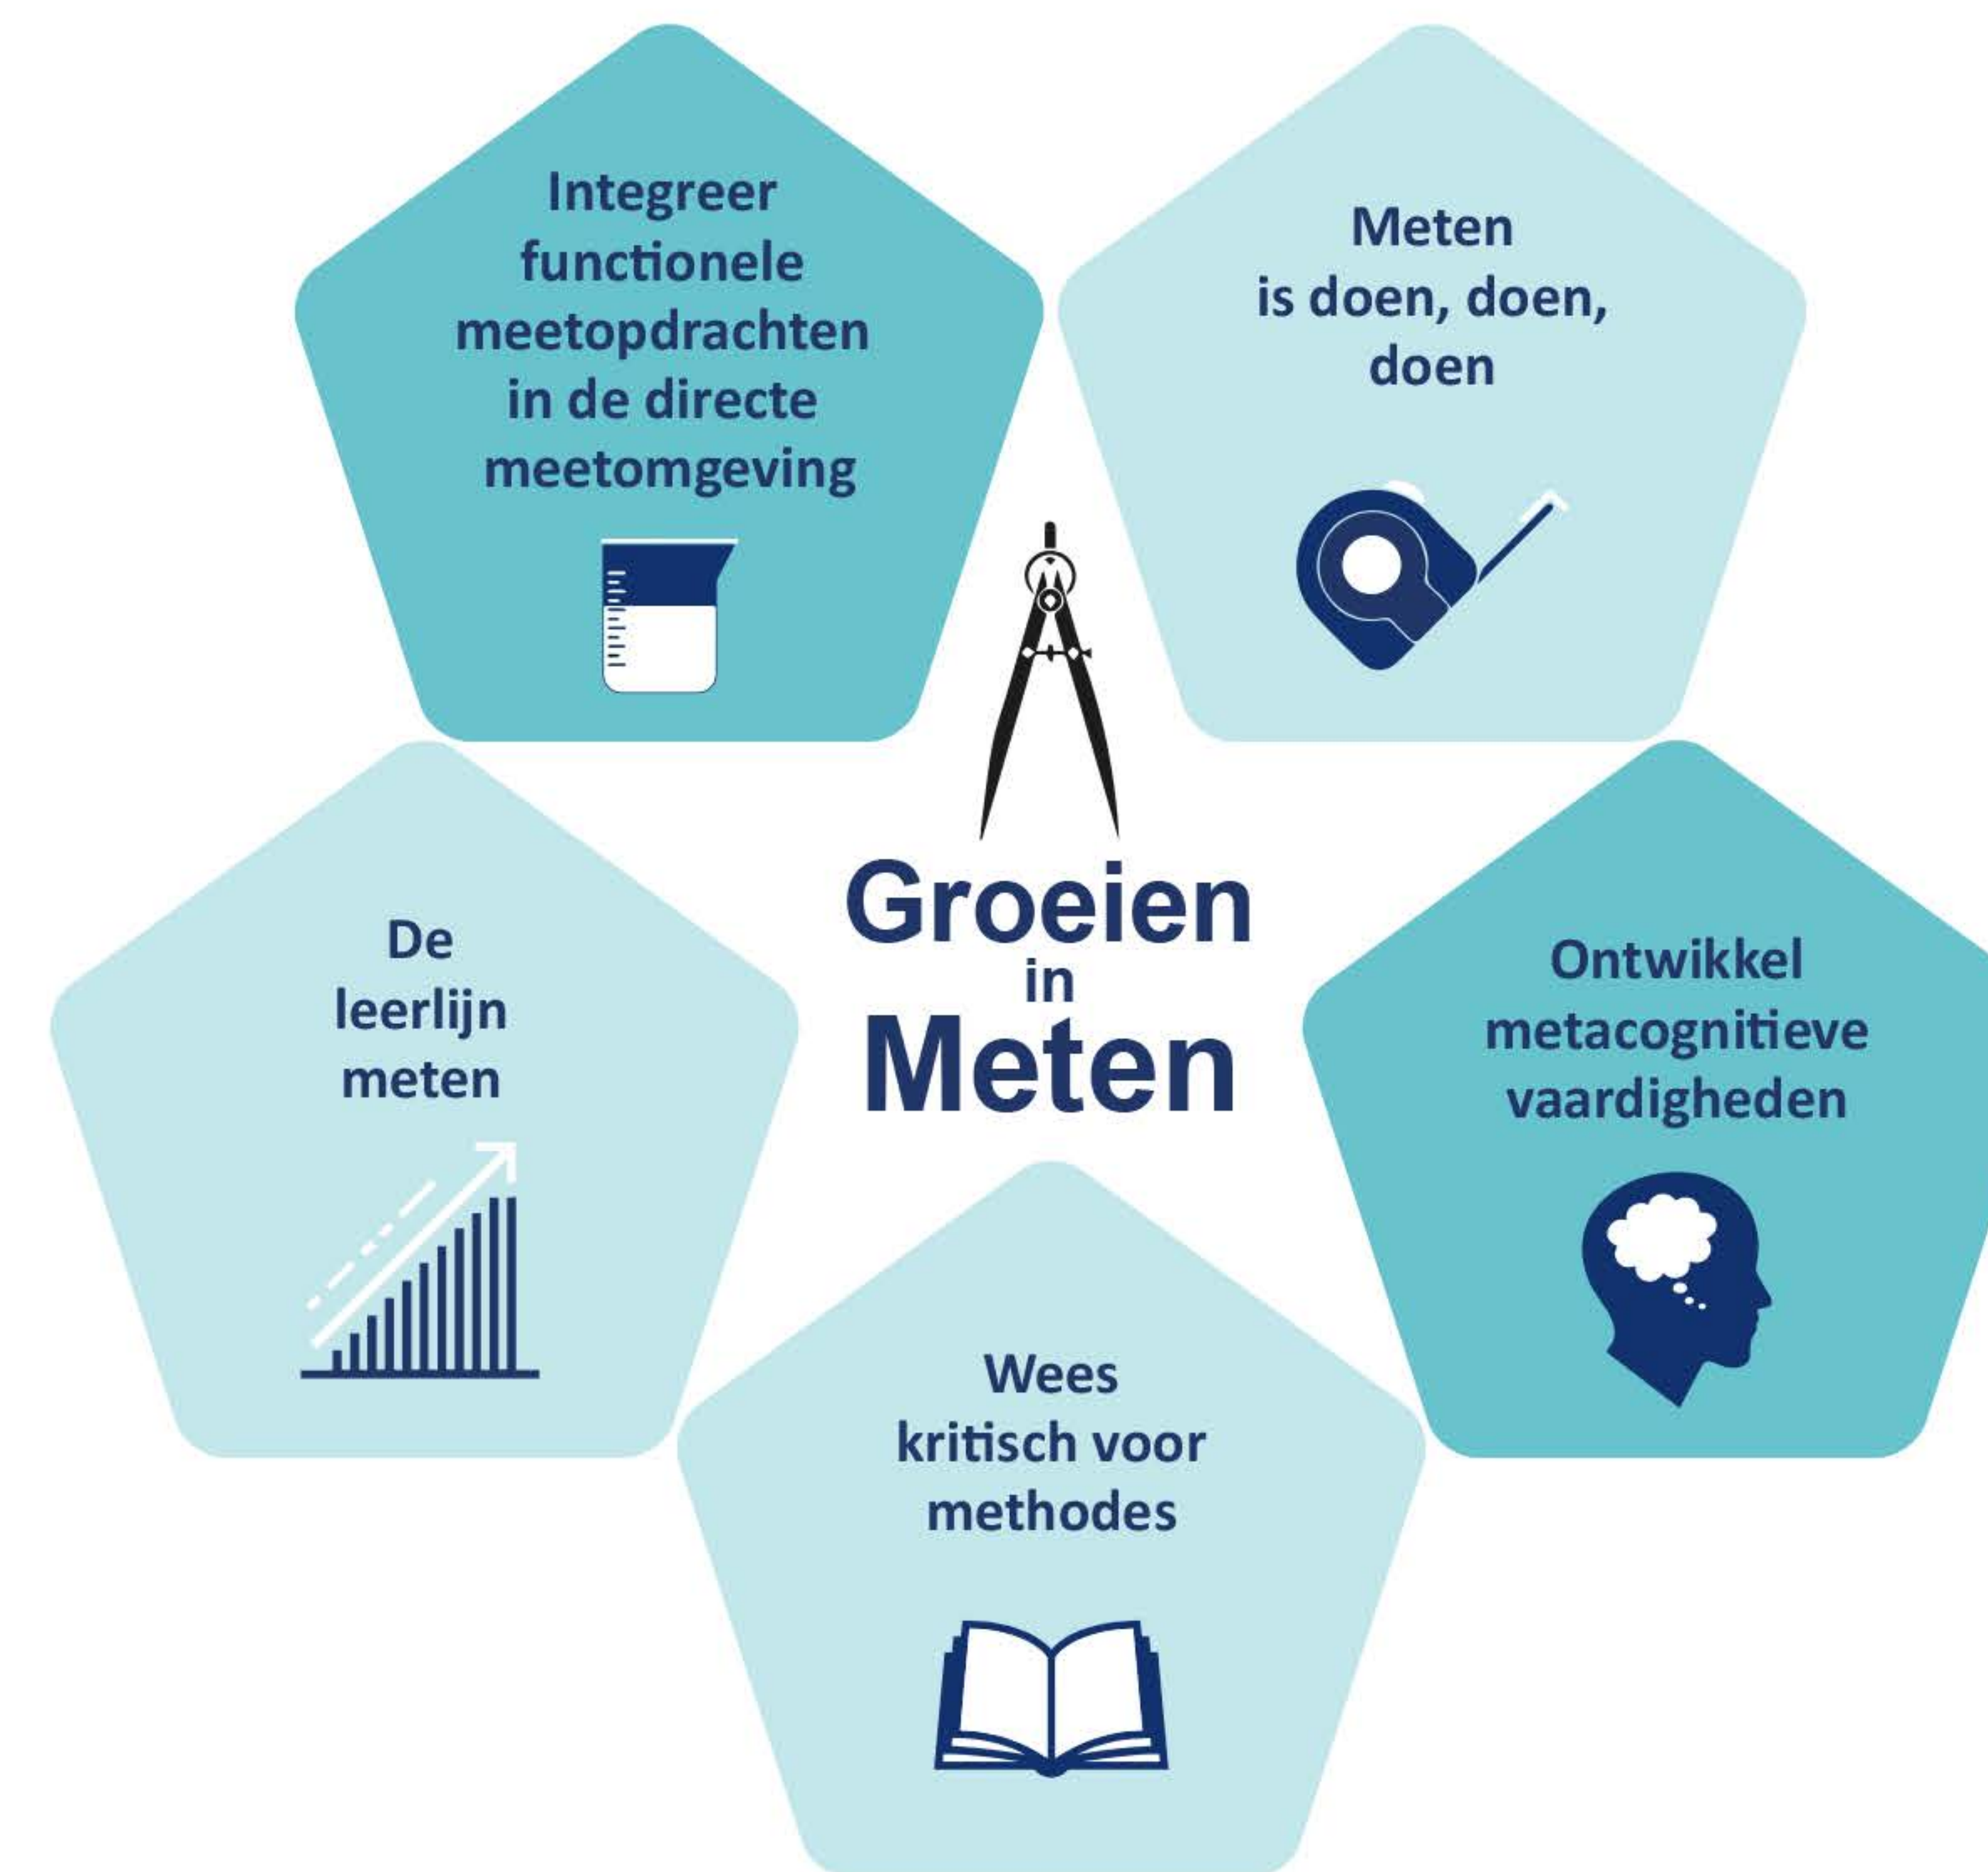 Integreer
functionele
meetopdrachten
in de directe
meetomgeving
Meten
is doen, doen,
doen
Groeien
in
Meten
De
leerlijn
meten
Ontwikkel
metacognitieve
vaardigheden
Wees
kritisch voor
methodes